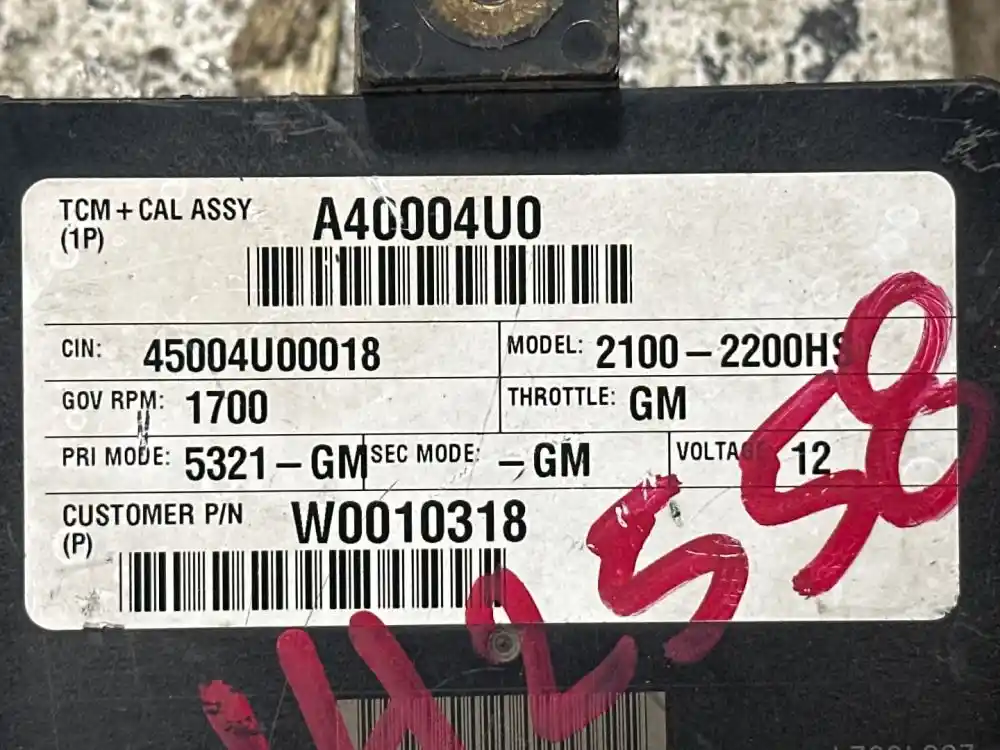 TCM + CAL ASSY A40004U0
(1P)
CIN: 45004U00018 MODEL: 2100-2200HS
GOV RPM: 1700 THROTTLE: GM
PRI MODE: 5321-GM SEC MODE: -GM VOLTAGE 12
CUSTOMER P/N W0010318
(P)